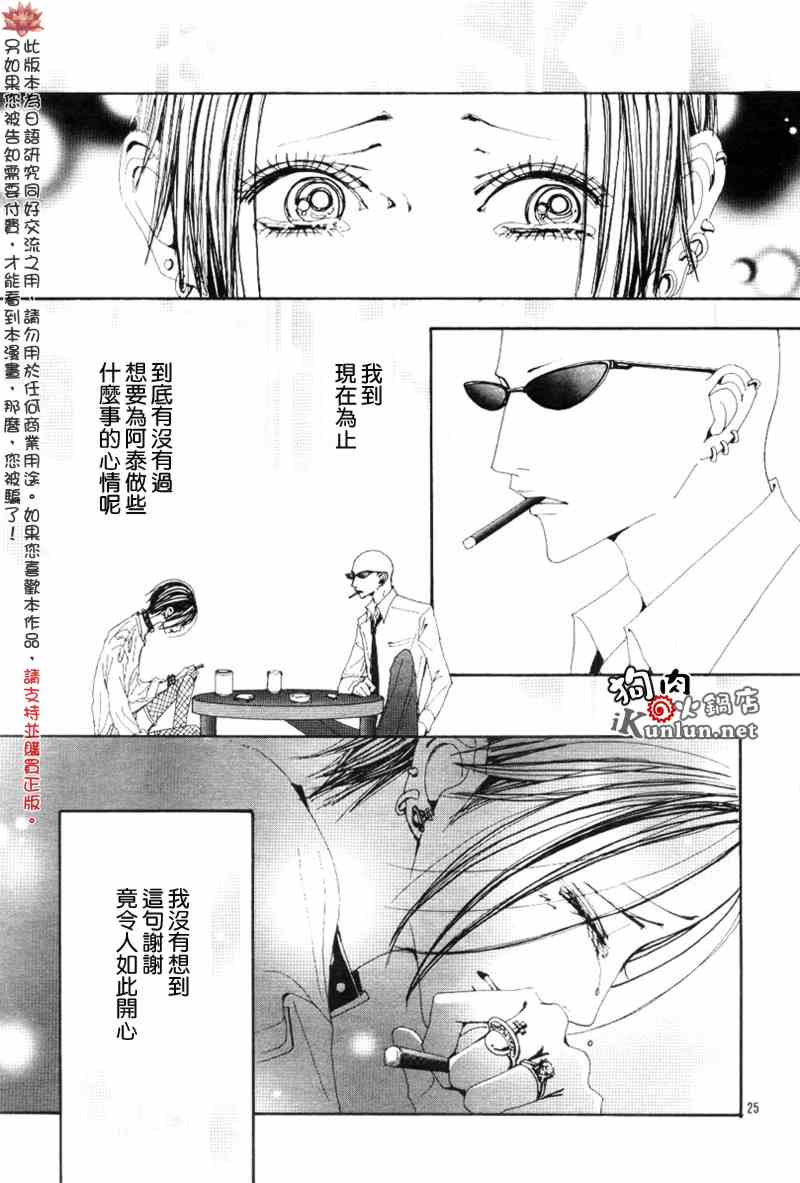 此版本為日語研究同好交流之用，請勿用於任何商業用途。如果您喜歡本作品，請支持並購買正版。
另如果您被告知需要付費，才能看到本漫畫，那麼，您被騙了！
我到
現在為止
到底有沒有過
想要為阿泰做些
什麼事的心情呢
狗肉
火鍋店
iKunlun.net
我沒有想到
這句謝謝
竟令人如此開心
25